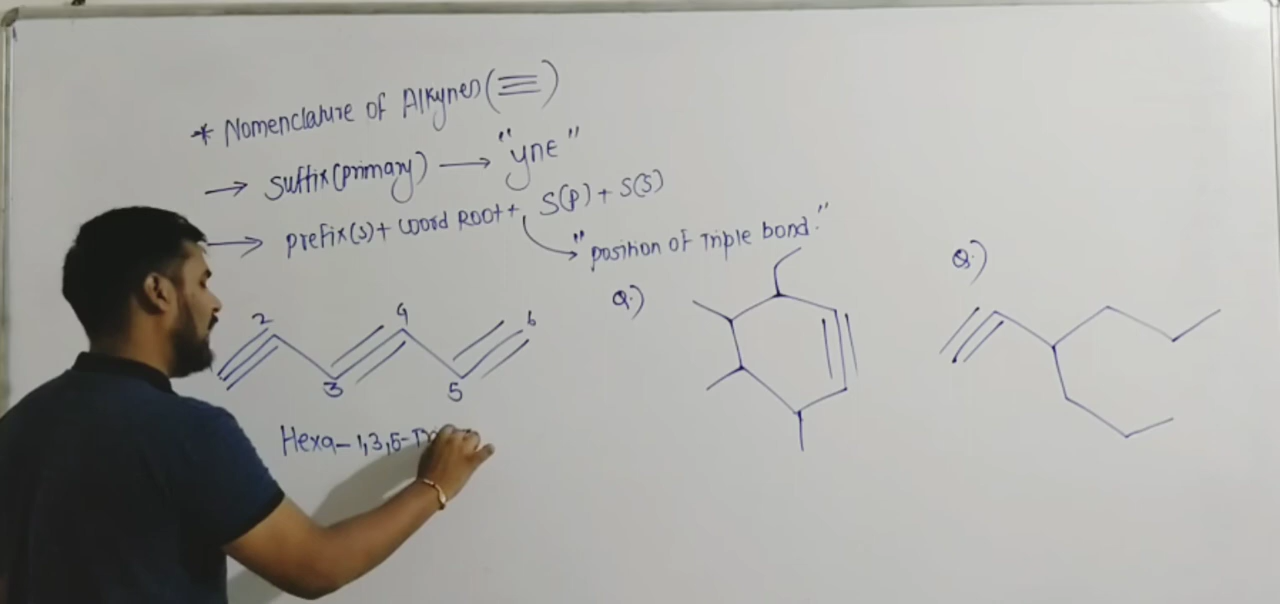 * Nomenclature of Alkynes (≡)
→ suffix (primary) → "yne"
→ prefix(s) + word Root + , S(p) + S(S)
"position of Triple bond."
Q.)
Q.)
2
4
6
3
5
Hexa-1,3,5-